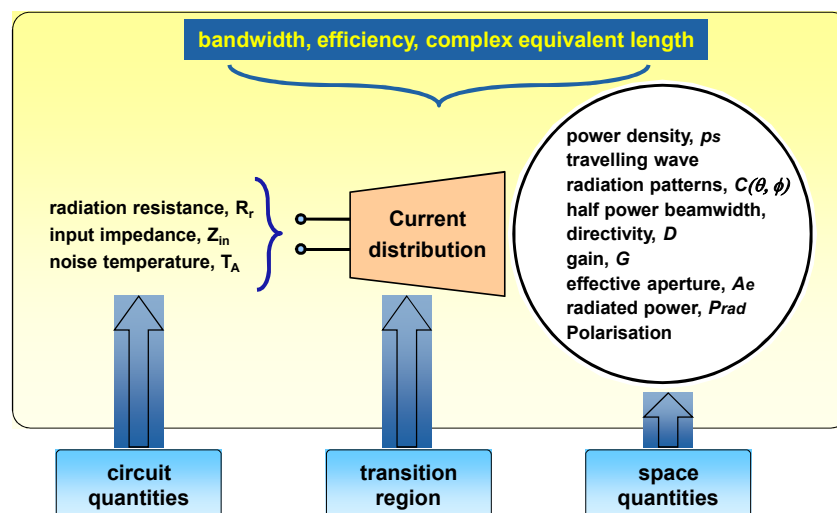 bandwidth, efficiency, complex equivalent length
radiation resistance, Rr
input impedance, Zin
noise temperature, TA
Current
distribution
power density, ps
travelling wave
radiation patterns, C(θ, ϕ)
half power beamwidth,
directivity, D
gain, G
effective aperture, Ae
radiated power, Prad
Polarisation
circuit
quantities
transition
region
space
quantities